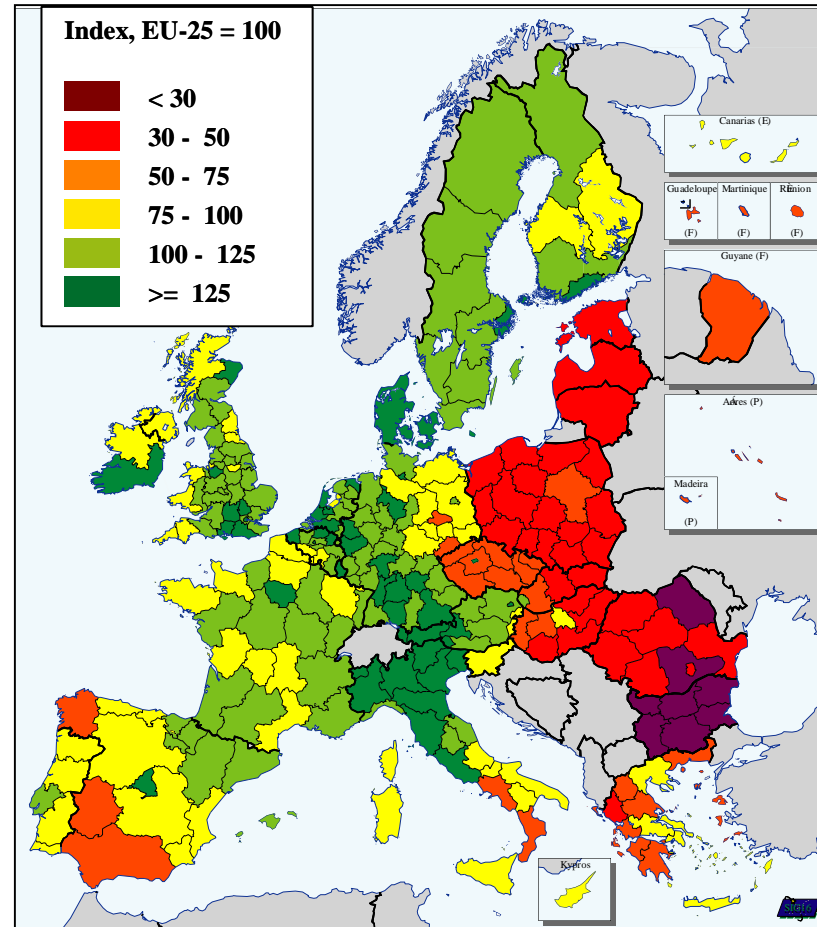 Index, EU-25 = 100
< 30
30 - 50
50 - 75
75 - 100
100 - 125
>= 125
Canarias (E)
Guadeloupe
Martinique
(F)
(F)
(F)
Guyane (F)
(P)
Madeira
(P)
Kypros
SIG16